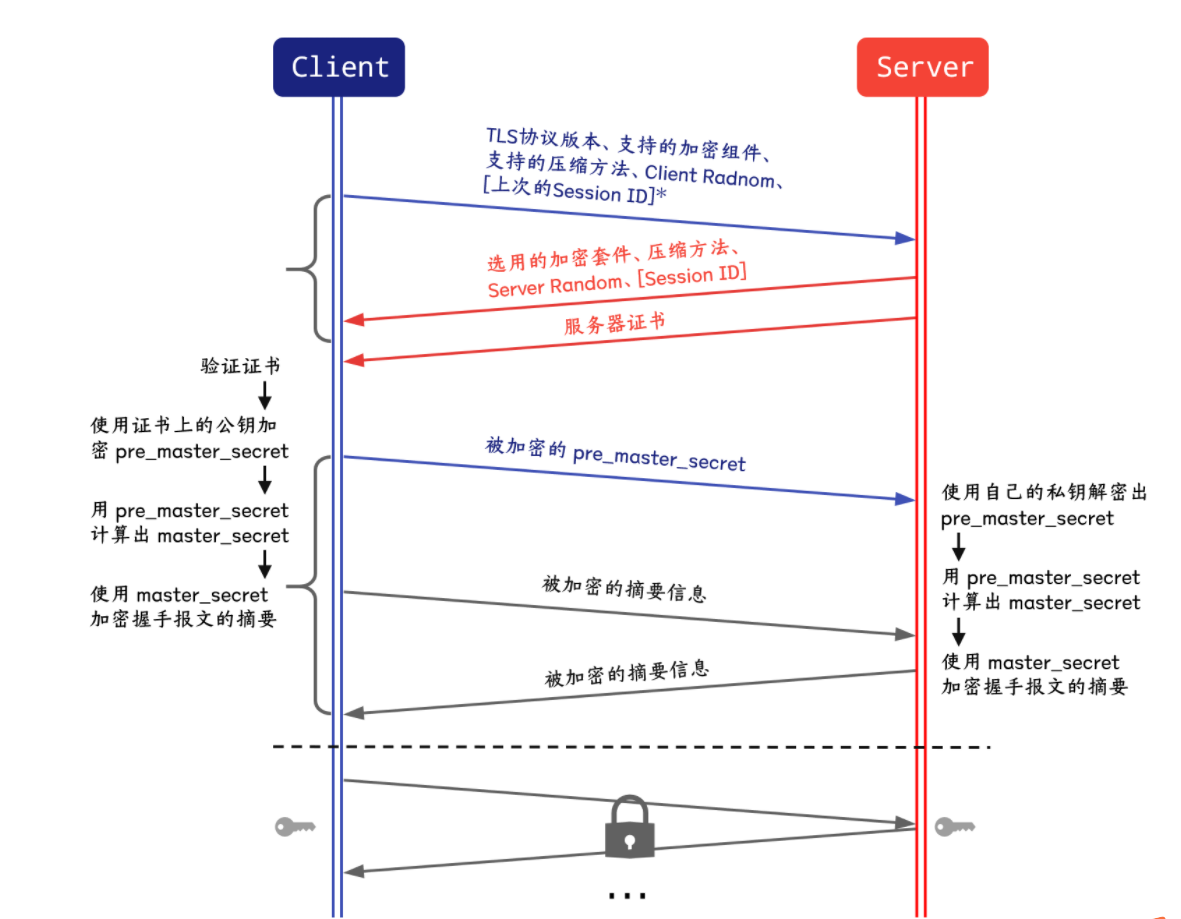 Client
Server
TLS协议版本、支持的加密组件、
支持的压缩方法、Client Radnom、
[上次的Session ID]*
选用的加密套件、压缩方法、
Server Random、[Session ID]
服务器证书
验证证书
使用证书上的公钥加
密 pre_master_secret
用 pre_master_secret
计算出 master_secret
使用 master_secret
加密握手报文的摘要
被加密的 pre_master_secret
使用自己的私钥解密出
pre_master_secret
用 pre_master_secret
计算出 master_secret
使用 master_secret
加密握手报文的摘要
被加密的摘要信息
被加密的摘要信息
...